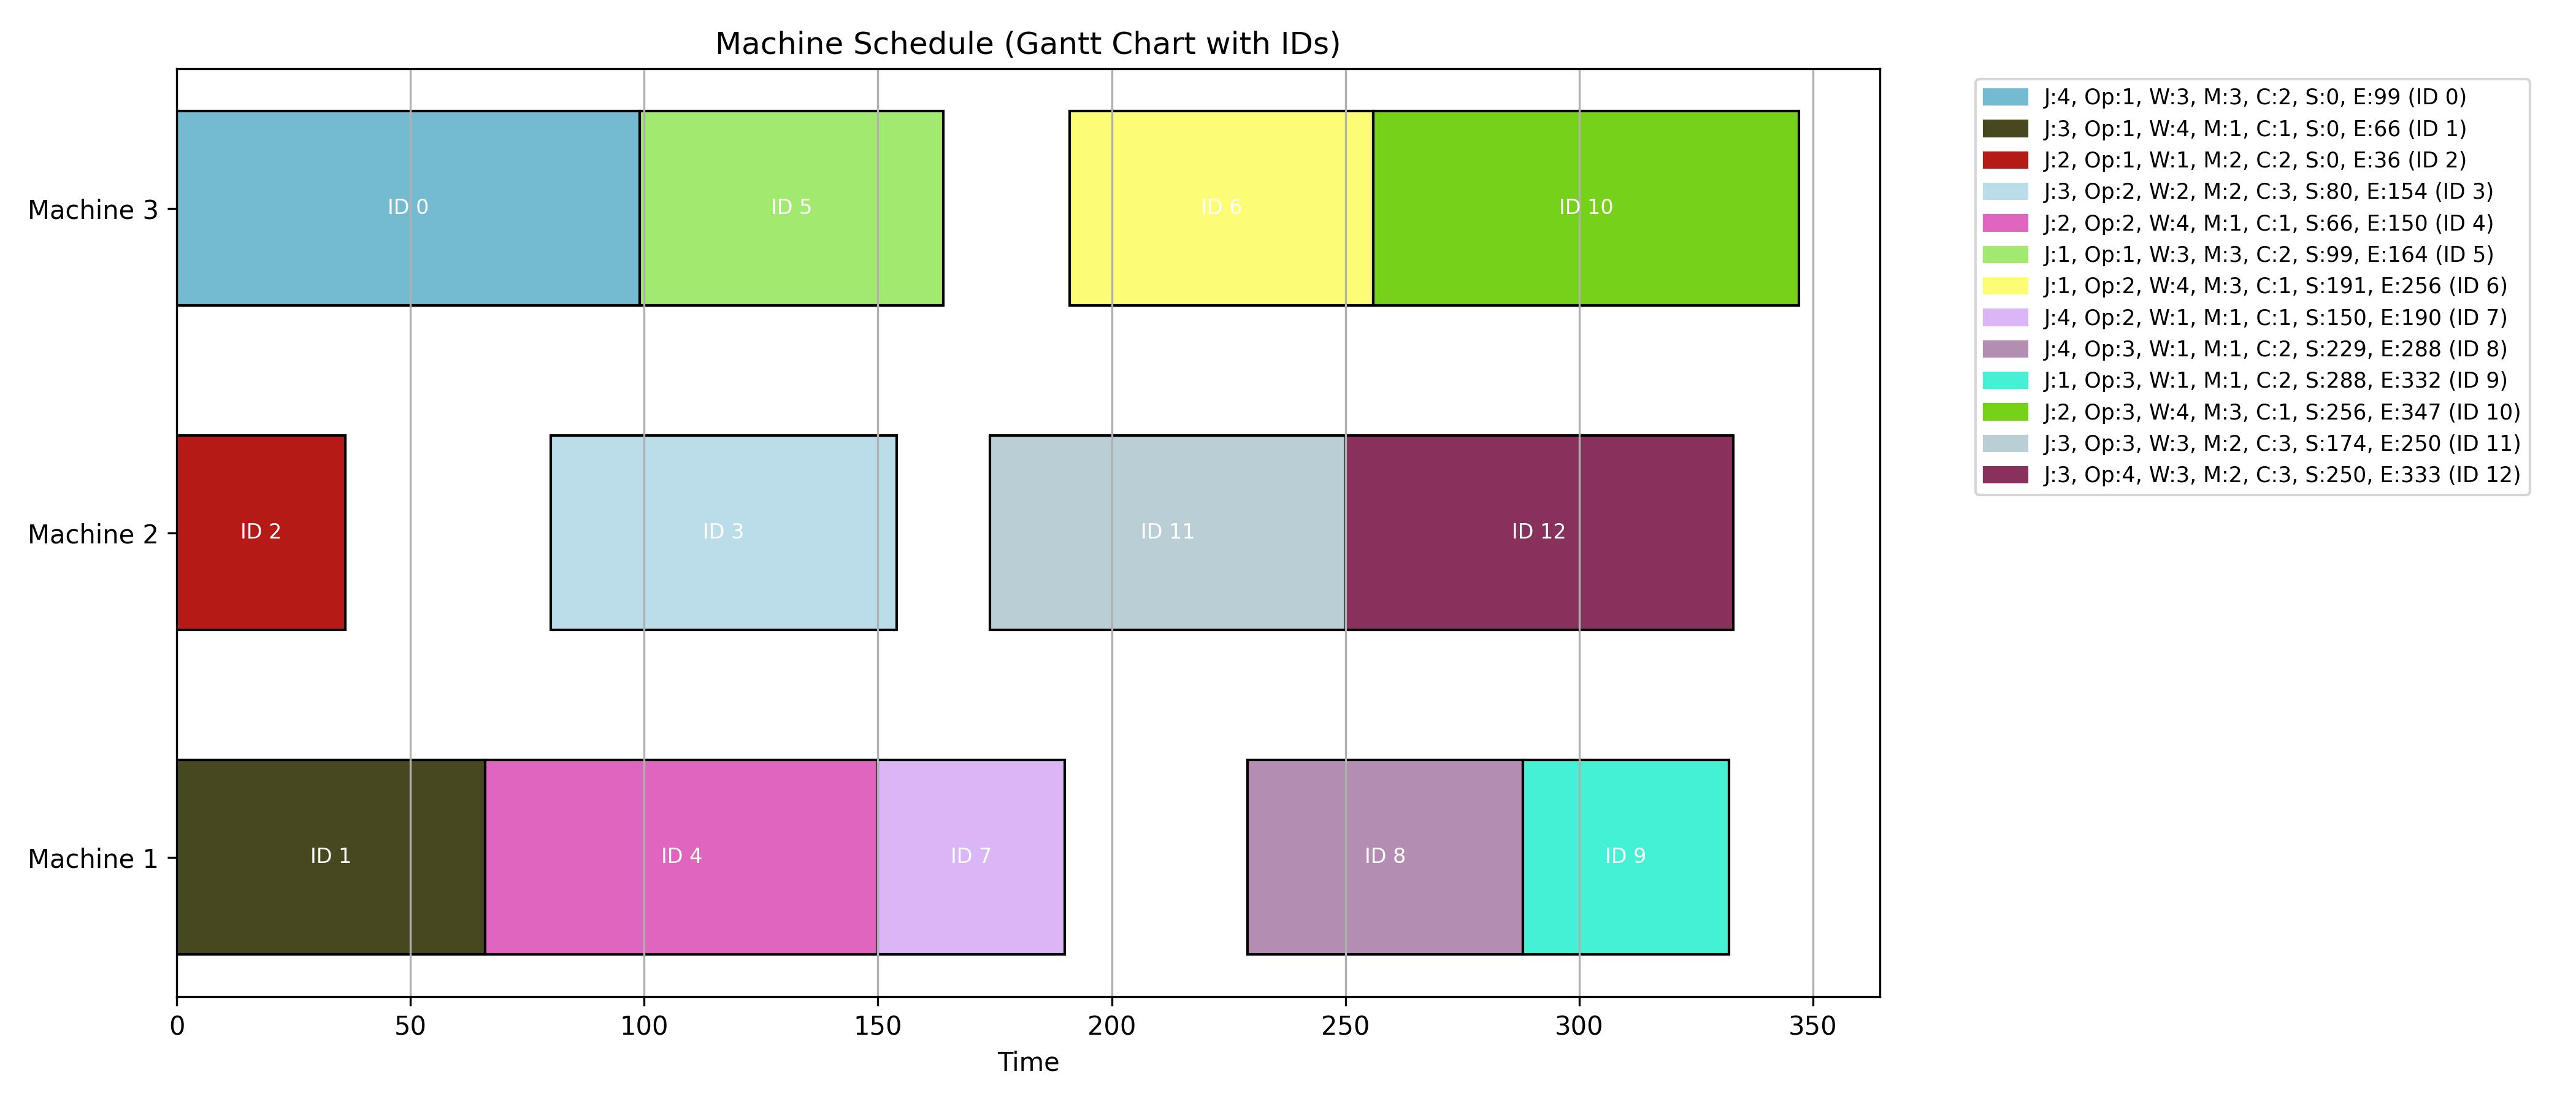 Machine Schedule (Gantt Chart with IDs)
Machine 3
ID 0
ID 5
ID 6
ID 10
Machine 2
ID 2
ID 3
ID 11
ID 12
Machine 1
ID 1
ID 4
ID 7
ID 8
ID 9
0 50 100 150 200 250 300 350
Time
J:4, Op:1, W:3, M:3, C:2, S:0, E:99 (ID 0)
J:3, Op:1, W:4, M:1, C:1, S:0, E:66 (ID 1)
J:2, Op:1, W:1, M:2, C:2, S:0, E:36 (ID 2)
J:3, Op:2, W:2, M:2, C:3, S:80, E:154 (ID 3)
J:2, Op:2, W:4, M:1, C:1, S:66, E:150 (ID 4)
J:1, Op:1, W:3, M:3, C:2, S:99, E:164 (ID 5)
J:1, Op:2, W:4, M:3, C:1, S:191, E:256 (ID 6)
J:4, Op:2, W:1, M:1, C:1, S:150, E:190 (ID 7)
J:4, Op:3, W:1, M:1, C:2, S:229, E:288 (ID 8)
J:1, Op:3, W:1, M:1, C:2, S:288, E:332 (ID 9)
J:2, Op:3, W:4, M:3, C:1, S:256, E:347 (ID 10)
J:3, Op:3, W:3, M:2, C:3, S:174, E:250 (ID 11)
J:3, Op:4, W:3, M:2, C:3, S:250, E:333 (ID 12)